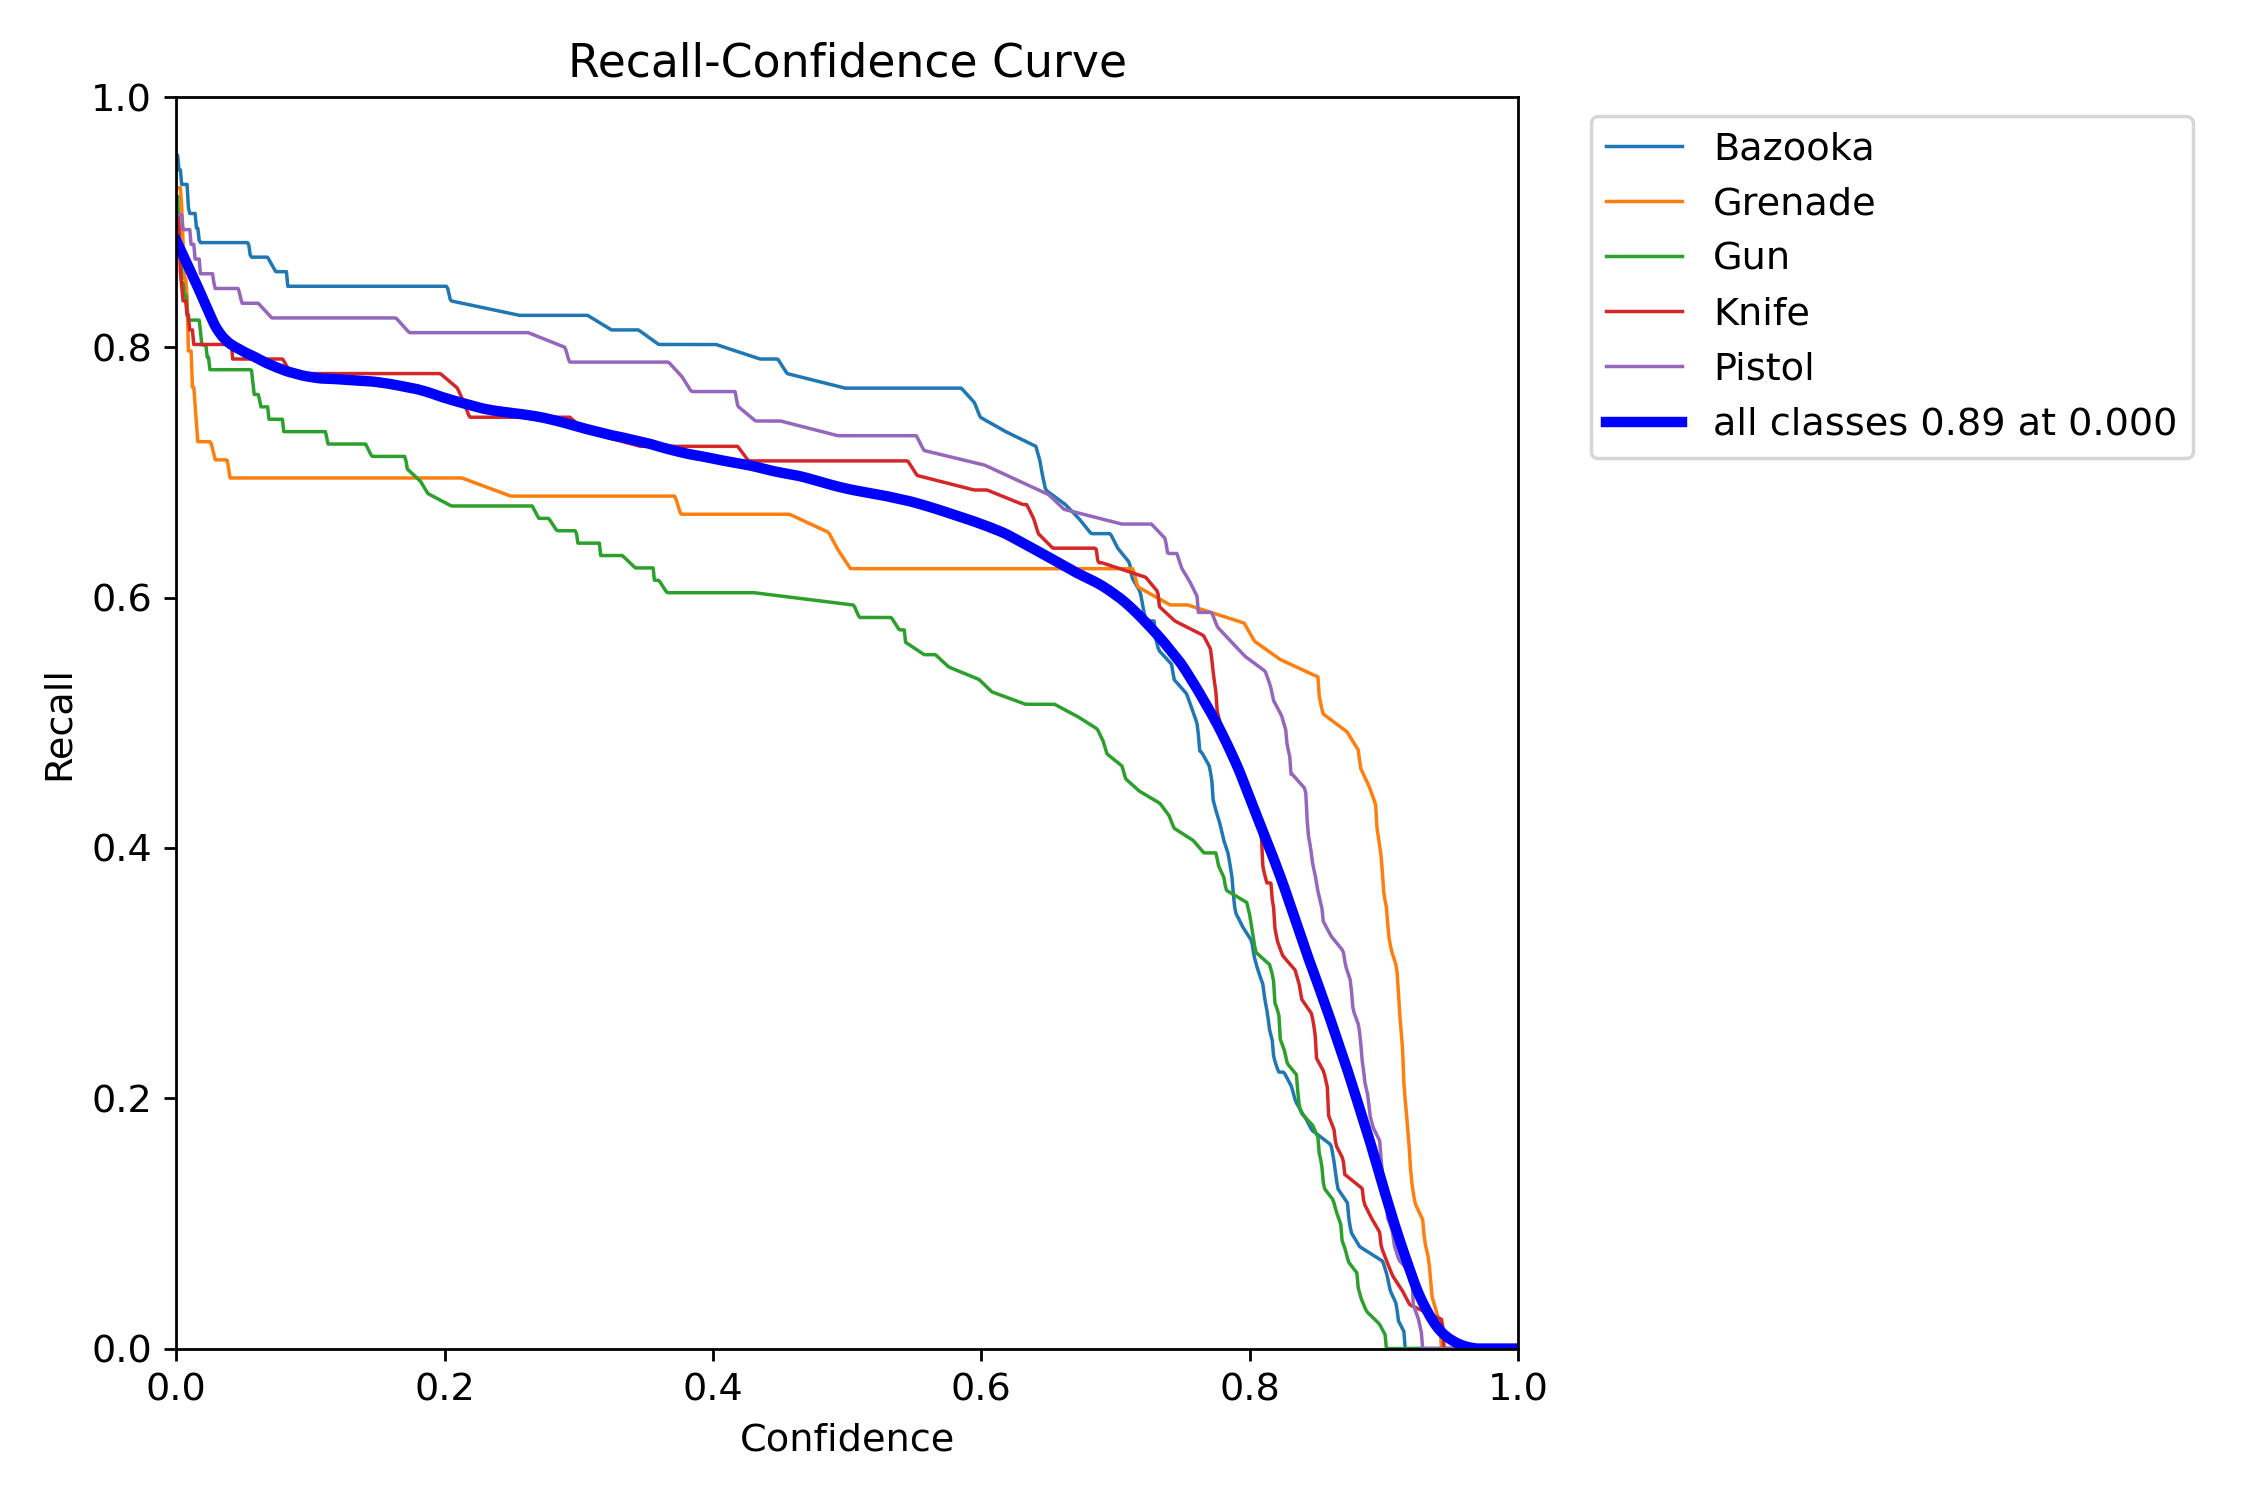 Recall-Confidence Curve
1.0
0.8
0.6
0.4
0.2
0.0
Recall
0.0 0.2 0.4 0.6 0.8 1.0
Confidence
Bazooka
Grenade
Gun
Knife
Pistol
all classes 0.89 at 0.000